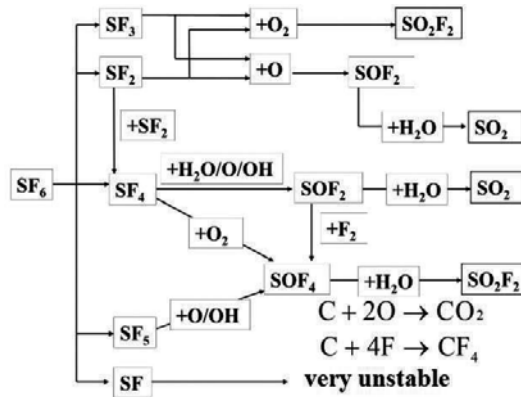 SF₃ +O₂ SO₂F₂
SF₂ +O SOF₂
+SF₂ +H₂O SO₂
+H₂O/O/OH
SF₆ SF₄ SOF₂ +H₂O SO₂
+O₂ +F₂
SOF₄ +H₂O SO₂F₂
+O/OH
C + 2O → CO₂
SF₅
C + 4F → CF₄
SF very unstable